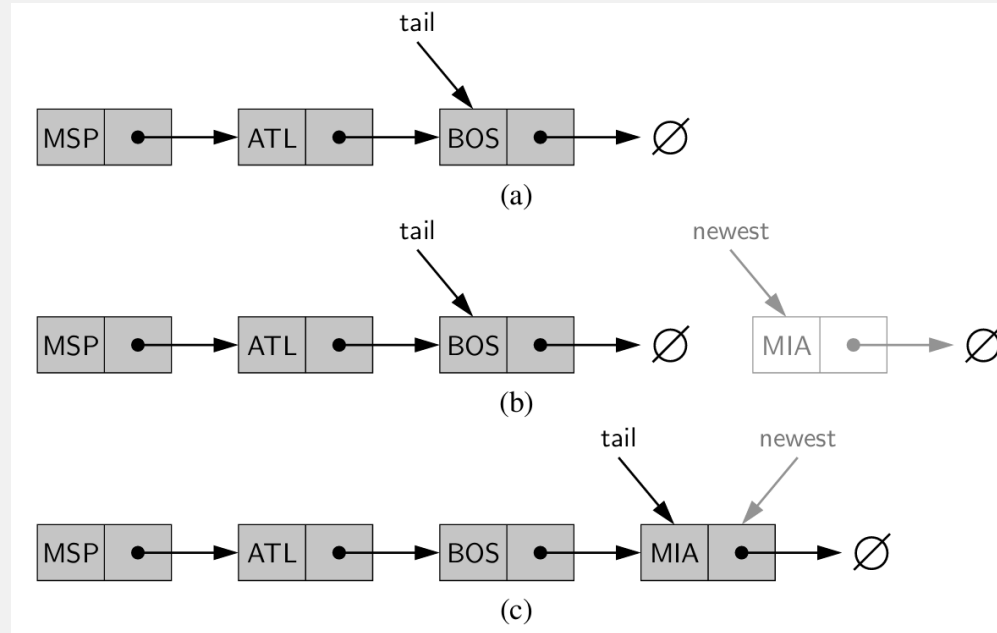 tail
MSP ATL BOS ∅
(a)
tail newest
MSP ATL BOS ∅ MIA ∅
(b)
tail newest
MSP ATL BOS MIA ∅
(c)